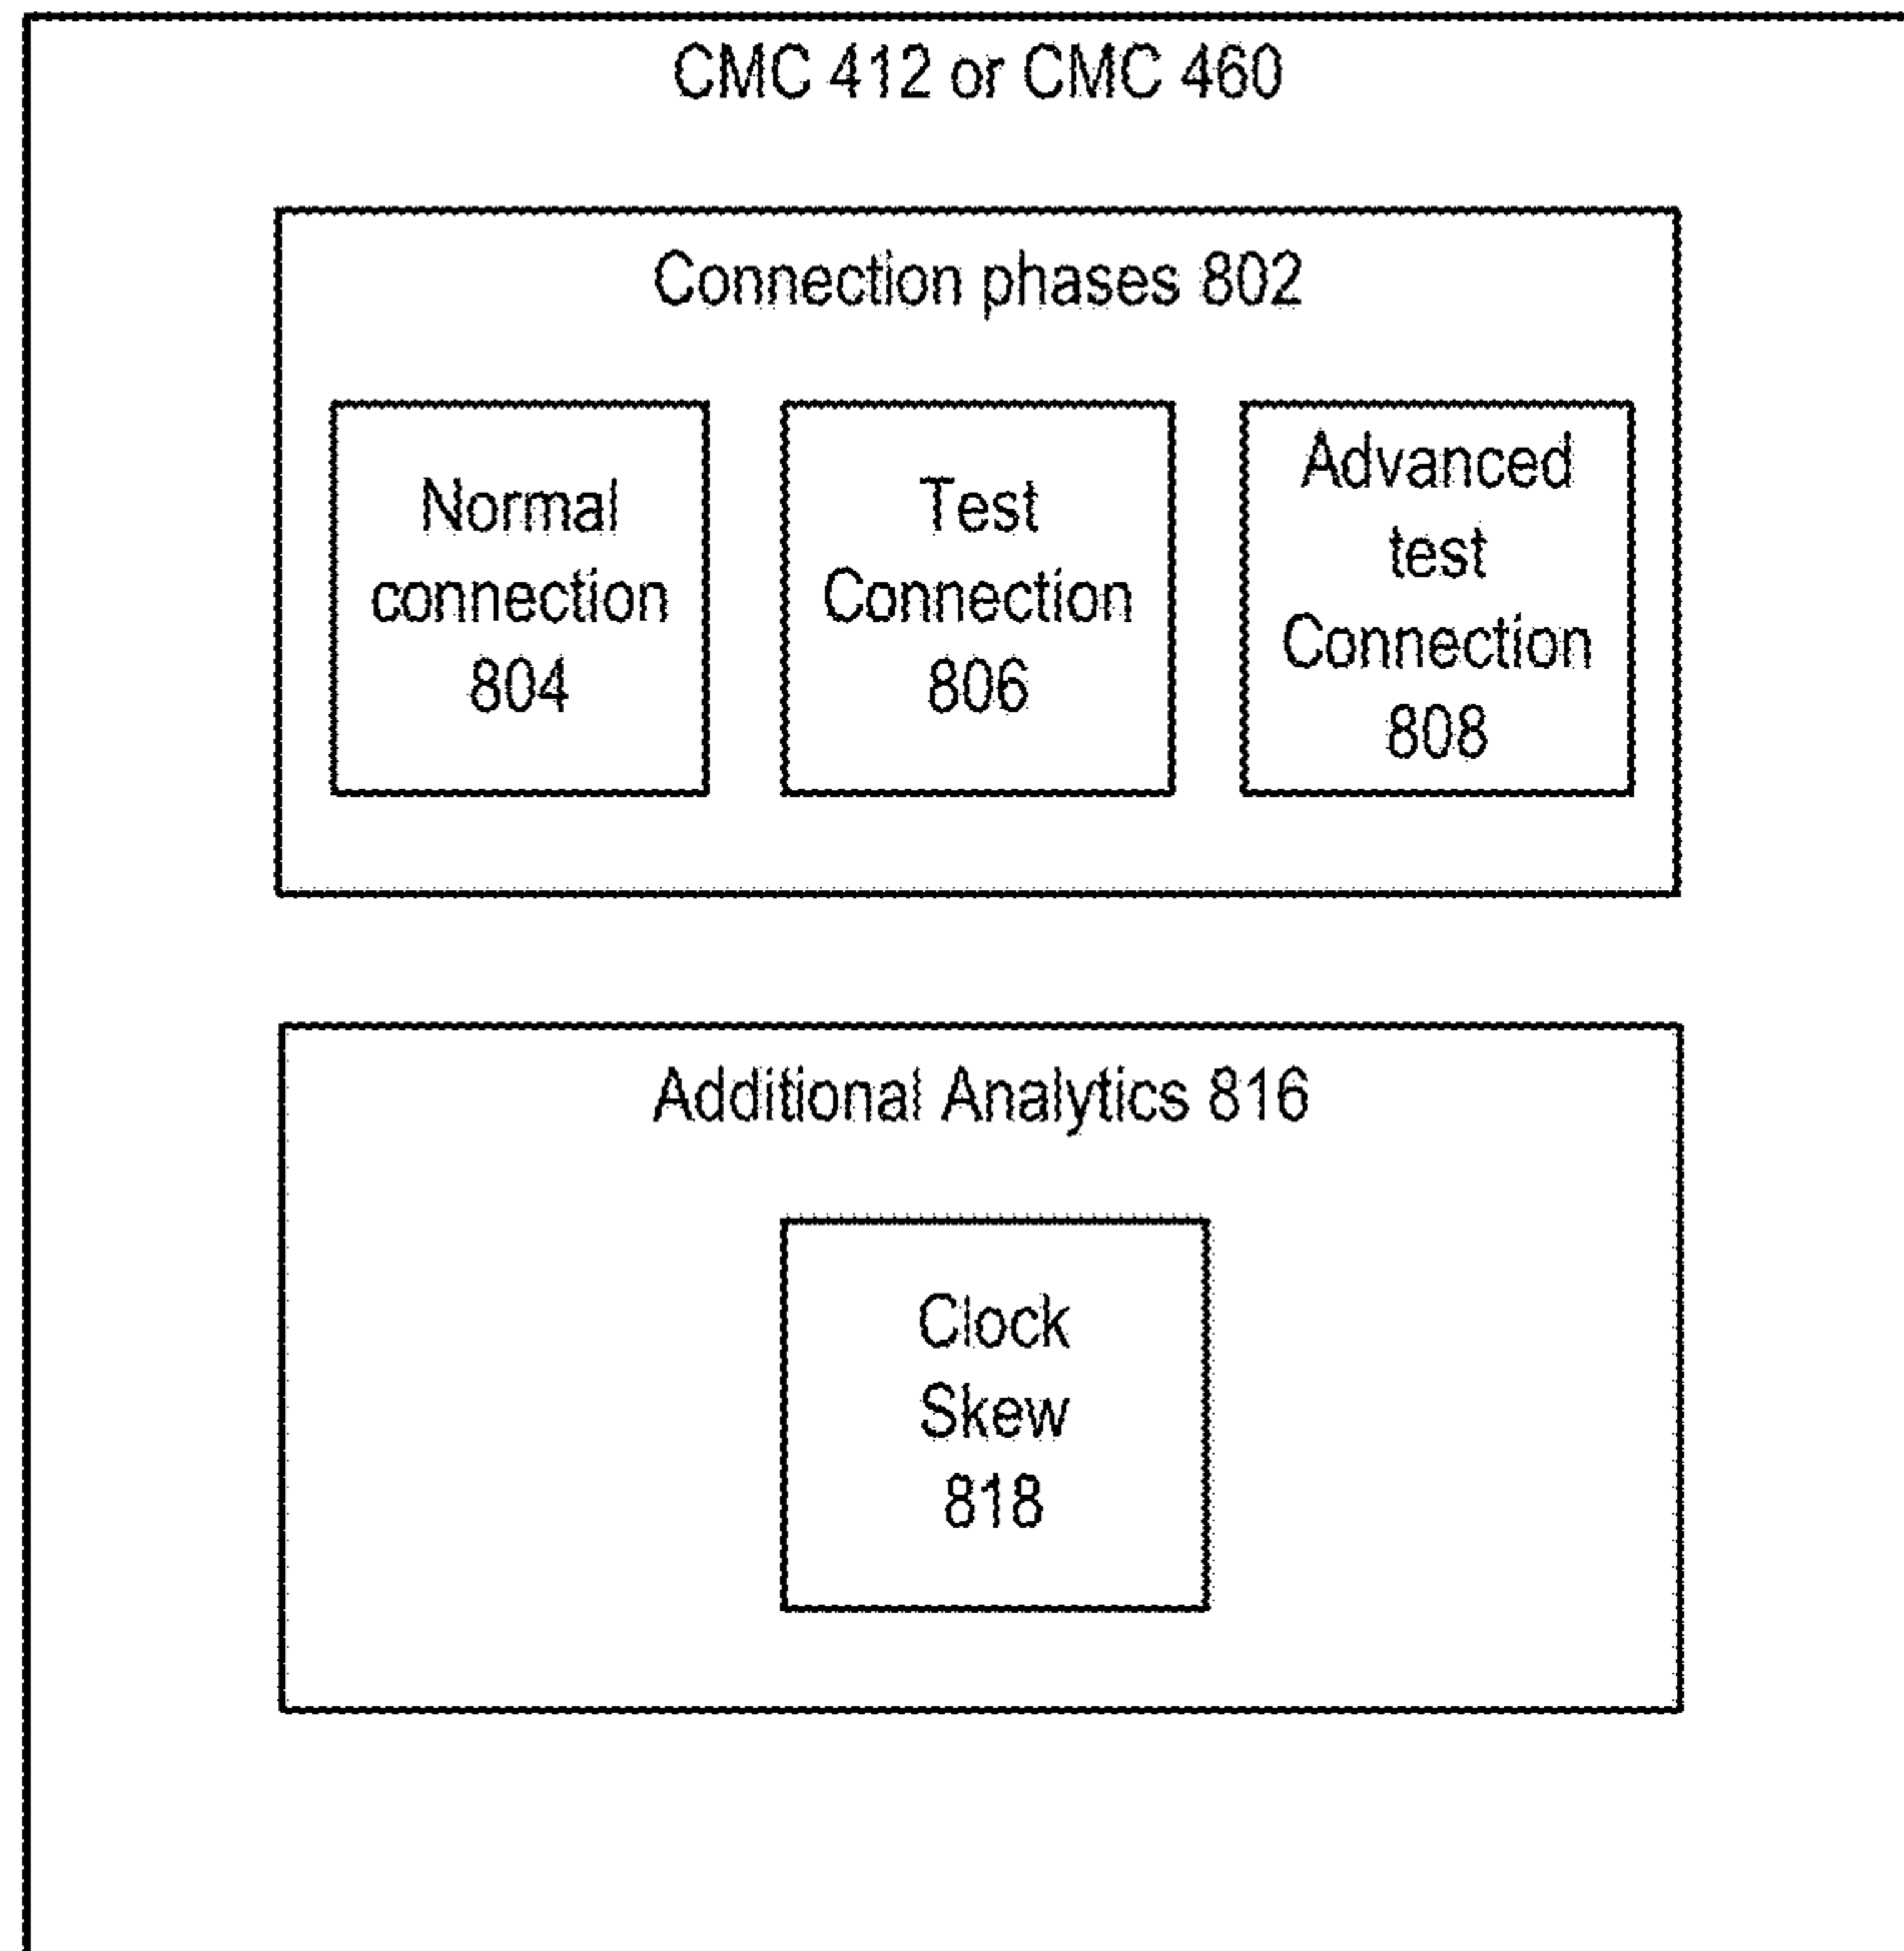 CMC 412 or CMC 460
Connection phases 802
Normal
connection
804
Test
Connection
806
Advanced
test
Connection
808
Additional Analytics 816
Clock
Skew
818